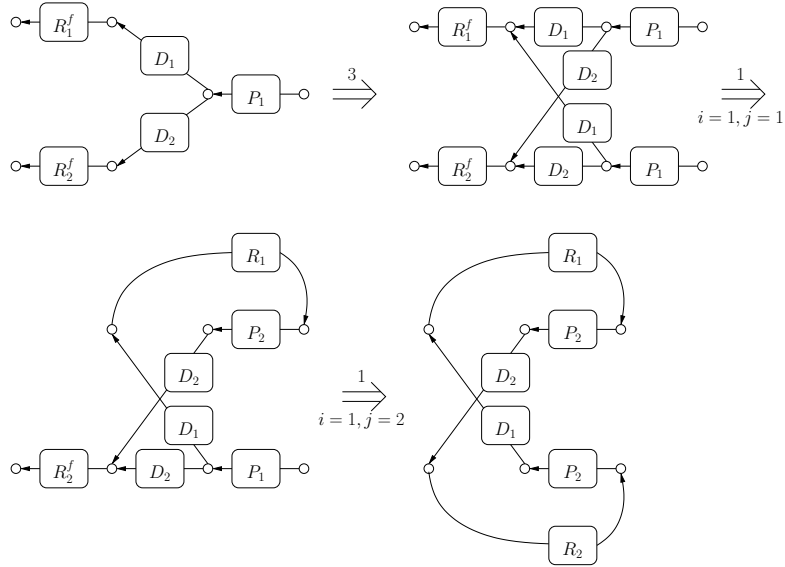 R_1^f D_1 D_2 P_1 R_2^f
3
R_1^f D_1 P_1 D_2 D_1 R_2^f D_2 P_1
1
i = 1, j = 1
R_1 P_2 D_2 D_1 R_2^f D_2 P_1
1
i = 1, j = 2
R_1 P_2 D_2 D_1 P_2 R_2